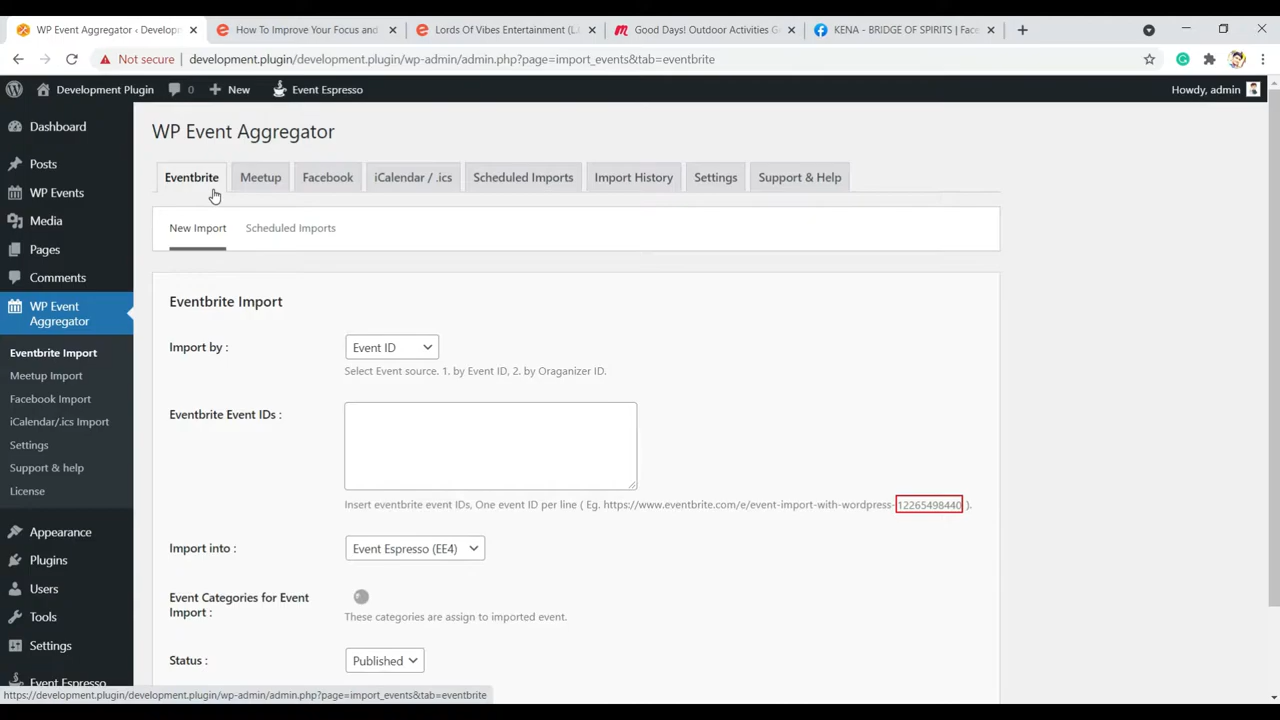 WP Event Aggregator ‹ Develop
How To Improve Your Focus and
Lords Of Vibes Entertainment (L
Good Days! Outdoor Activities G
KENA - BRIDGE OF SPIRITS | Face
Not secure
development.plugin/development.plugin/wp-admin/admin.php?page=import_events&tab=eventbrite
Development Plugin
0
New
Event Espresso
Howdy, admin
Dashboard
Posts
WP Events
Media
Pages
Comments
WP Event
Aggregator
Eventbrite Import
Meetup Import
Facebook Import
iCalendar/.ics Import
Settings
Support & help
License
Appearance
Plugins
Users
Tools
Settings
Event Espresso
WP Event Aggregator
Eventbrite
Meetup
Facebook
iCalendar / .ics
Scheduled Imports
Import History
Settings
Support & Help
New Import
Scheduled Imports
Eventbrite Import
Import by :
Event ID
Select Event source. 1. by Event ID, 2. by Oraganizer ID.
Eventbrite Event IDs :
Insert eventbrite event IDs, One event ID per line ( Eg. https://www.eventbrite.com/e/event-import-with-wordpress-12265498440 ).
Import into :
Event Espresso (EE4)
Event Categories for Event
Import :
These categories are assign to imported event.
Status :
Published
https://development.plugin/development.plugin/wp-admin/admin.php?page=import_events&tab=eventbrite